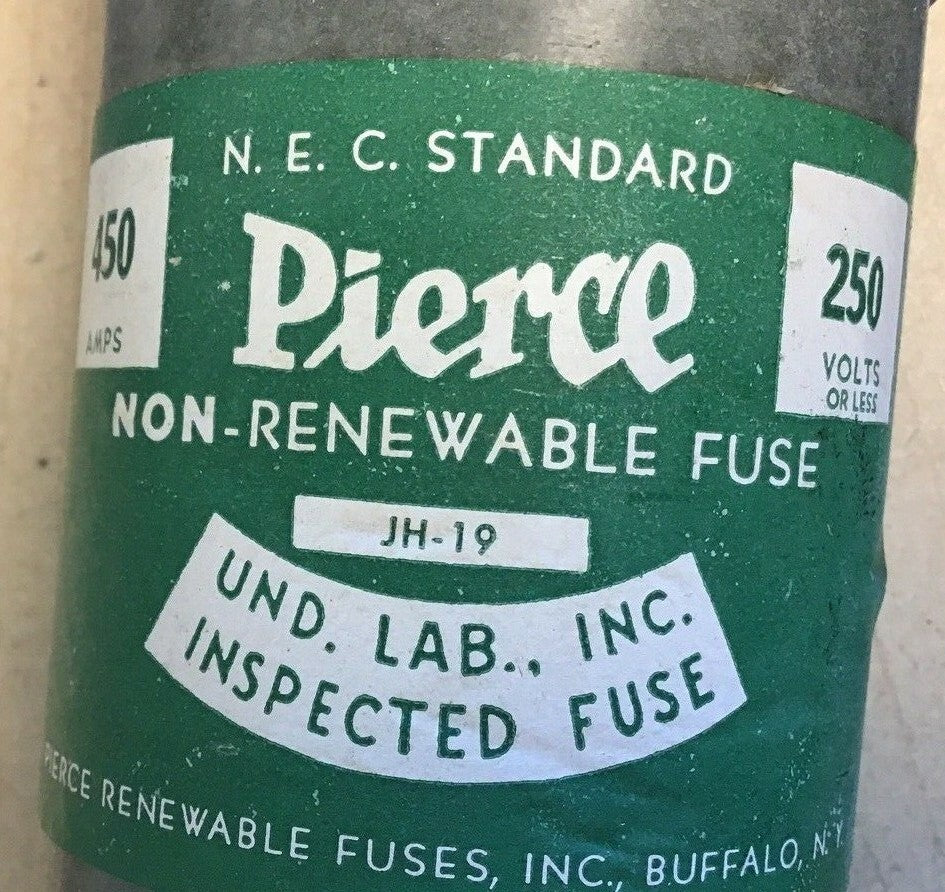 N. E. C. STANDARD
450
AMPS
Pierce
250
VOLTS
OR LESS
NON-RENEWABLE FUSE
JH-19
UND. LAB., INC.
INSPECTED FUSE
PIERCE RENEWABLE FUSES, INC., BUFFALO, N.Y.